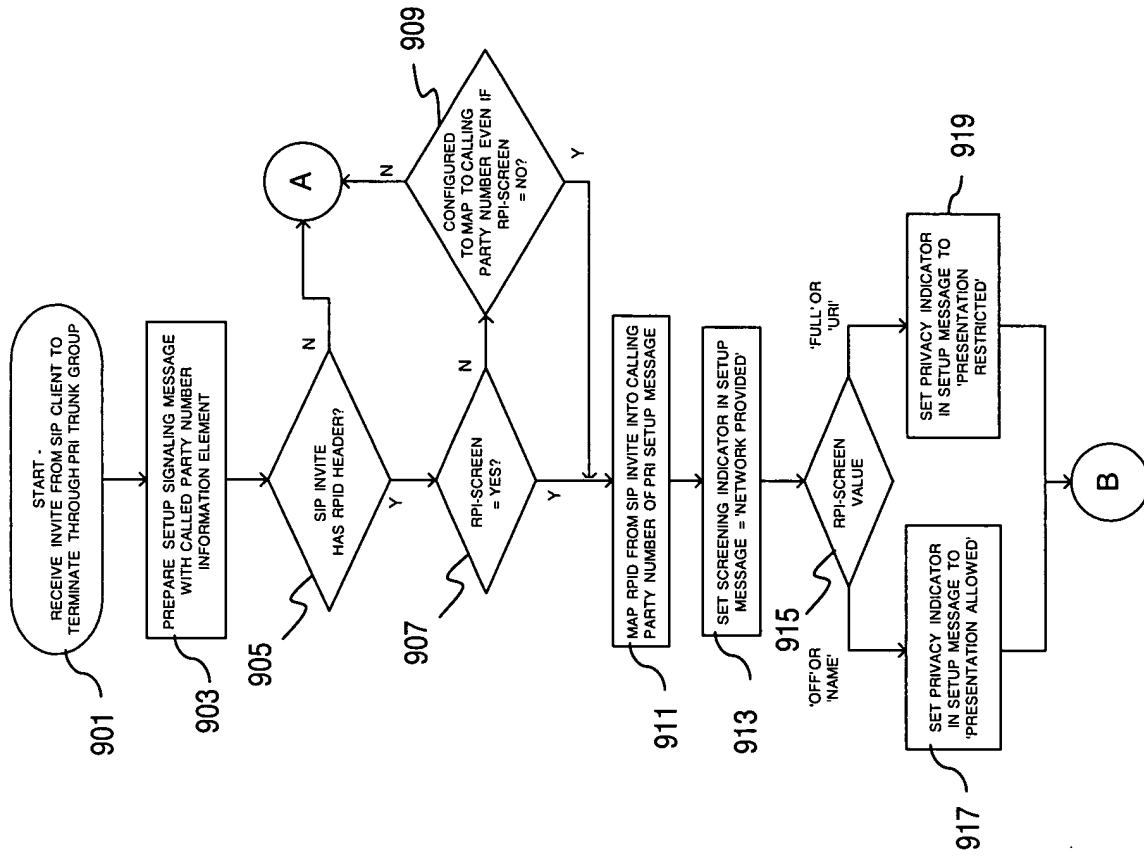 START -
RECEIVE INVITE FROM SIP CLIENT TO
TERMINATE THROUGH PRI TRUNK GROUP
901
PREPARE SETUP SIGNALING MESSAGE
WITH CALLED PARTY NUMBER
INFORMATION ELEMENT
903
SIP INVITE
HAS RPID HEADER?
905
N
Y
A
RPI-SCREEN
= YES?
907
N
Y
CONFIGURED
TO MAP TO CALLING
PARTY NUMBER EVEN IF
RPI-SCREEN
= NO?
909
N
Y
MAP RPID FROM SIP INVITE INTO CALLING
PARTY NUMBER OF PRI SETUP MESSAGE
911
SET SCREENING INDICATOR IN SETUP
MESSAGE = 'NETWORK PROVIDED'
913
RPI-SCREEN
VALUE
915
'OFF' OR
'NAME'
'FULL' OR
'URI'
SET PRIVACY INDICATOR
IN SETUP MESSAGE TO
'PRESENTATION ALLOWED'
917
SET PRIVACY INDICATOR
IN SETUP MESSAGE TO
'PRESENTATION
RESTRICTED'
919
B